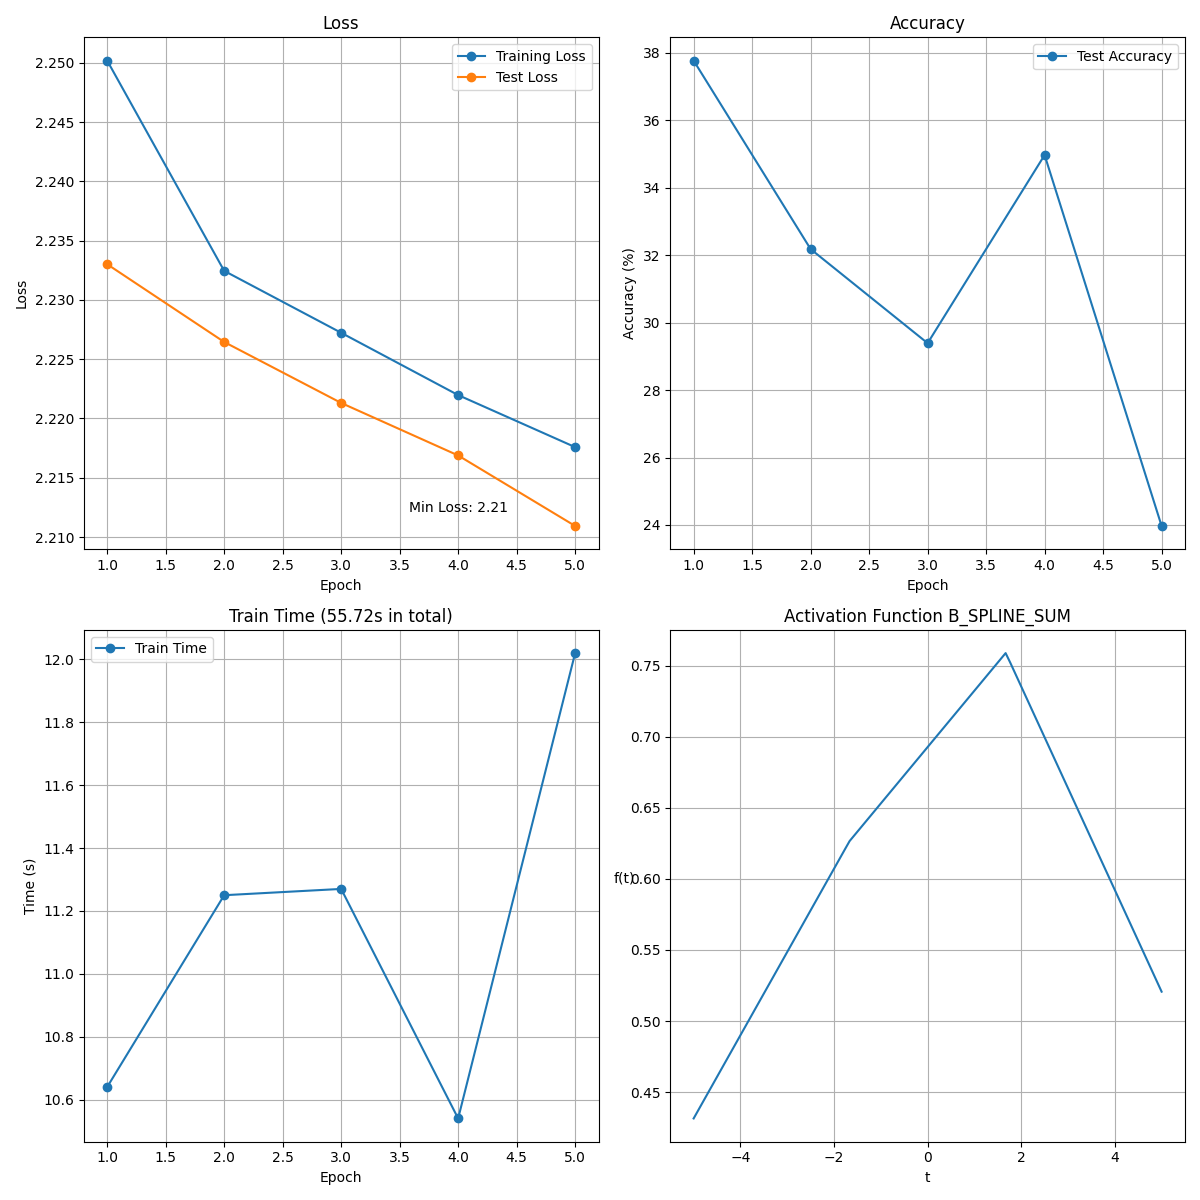 Loss
2.250
2.245
2.240
2.235
2.230
2.225
2.220
2.215
2.210
Loss
Training Loss
Test Loss
Min Loss: 2.21
1.0 1.5 2.0 2.5 3.0 3.5 4.0 4.5 5.0
Epoch
Accuracy
38
36
34
32
30
28
26
24
Accuracy (%)
Test Accuracy
1.0 1.5 2.0 2.5 3.0 3.5 4.0 4.5 5.0
Epoch
Train Time (55.72s in total)
12.0
11.8
11.6
11.4
11.2
11.0
10.8
10.6
Time (s)
Train Time
1.0 1.5 2.0 2.5 3.0 3.5 4.0 4.5 5.0
Epoch
Activation Function B_SPLINE_SUM
0.75
0.70
0.65
0.60
0.55
0.50
0.45
f(t)
−4 −2 0 2 4
t